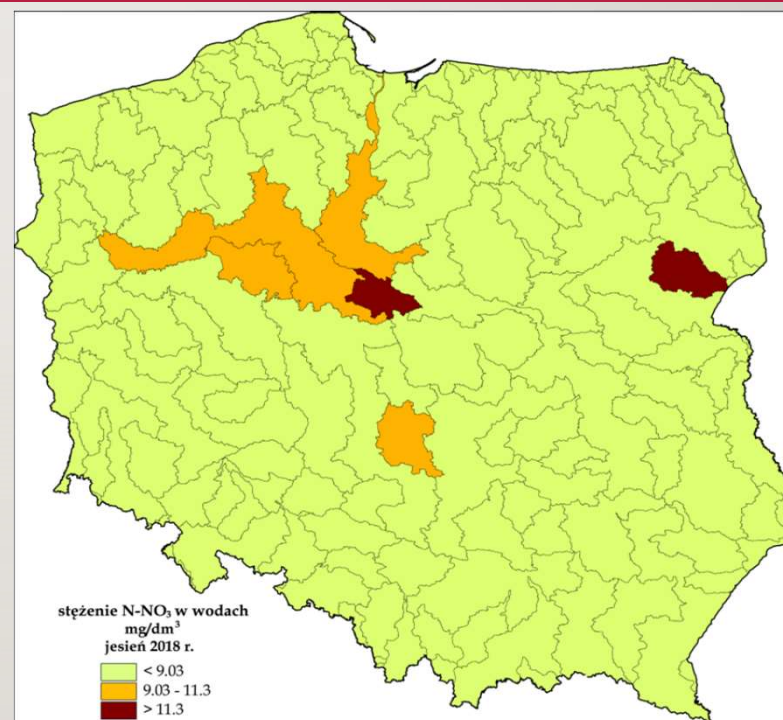 stężenie N-NO₃ w wodach
mg/dm³
jesień 2018 r.
< 9.03
9.03 - 11.3
> 11.3